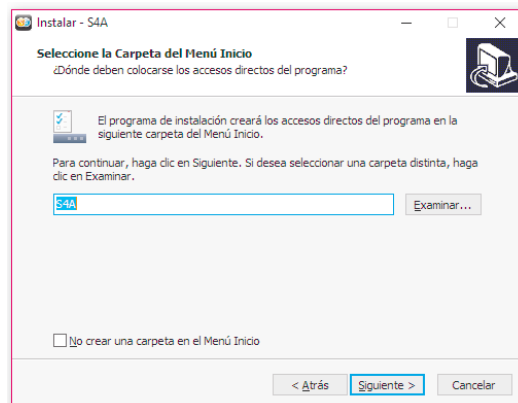 Instalar - S4A
Seleccione la Carpeta del Menú Inicio
¿Dónde deben colocarse los accesos directos del programa?
El programa de instalación creará los accesos directos del programa en la
siguiente carpeta del Menú Inicio.
Para continuar, haga clic en Siguiente. Si desea seleccionar una carpeta distinta, haga
clic en Examinar.
S4A
Examinar...
No crear una carpeta en el Menú Inicio
< Atrás
Siguiente >
Cancelar